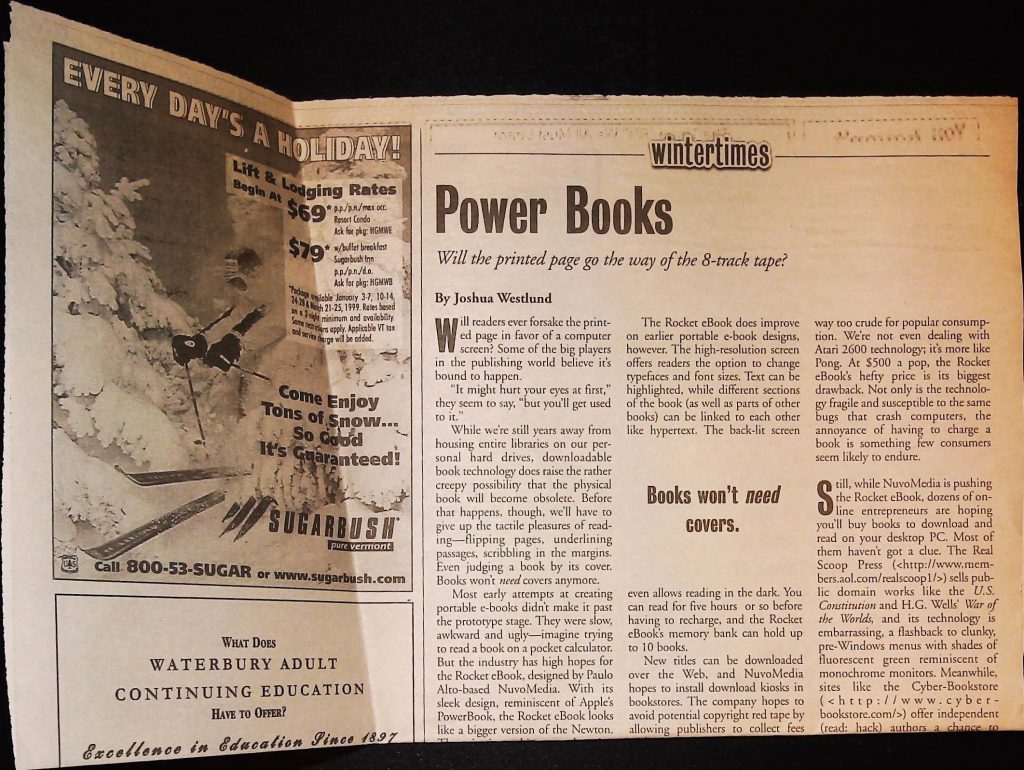 EVERY DAY'S A HOLIDAY!
Lift & Lodging Rates
Begin At $69* p.p./p.n./max occ.
Resort Condo
Ask for pkg: HGMWE
$79* w/buffet breakfast
Sugarbush Inn
p.p./p.n./d.o.
Ask for pkg: HGMWB
available January 3-7, 10-14,
21-25, 1999. Rates based
minimum and availability.
Some restrictions apply. Applicable VT tax
and service charge will be added.
Come Enjoy
Tons of Snow...
So Good
It's Guaranteed!
SUGARBUSH
pure vermont
Call 800-53-SUGAR or www.sugarbush.com
WHAT DOES
WATERBURY ADULT
CONTINUING EDUCATION
HAVE TO OFFER?
Excellence in Education Since 1897
wintertimes
Power Books
Will the printed page go the way of the 8-track tape?
By Joshua Westlund
Will readers ever forsake the print-
ed page in favor of a computer
screen? Some of the big players
in the publishing world believe it's
bound to happen.
"It might hurt your eyes at first,"
they seem to say, "but you'll get used
to it."
While we're still years away from
housing entire libraries on our per-
sonal hard drives, downloadable
book technology does raise the rather
creepy possibility that the physical
book will become obsolete. Before
that happens, though, we'll have to
give up the tactile pleasures of read-
ing—flipping pages, underlining
passages, scribbling in the margins.
Even judging a book by its cover.
Books won't need covers anymore.
Most early attempts at creating
portable e-books didn't make it past
the prototype stage. They were slow,
awkward and ugly—imagine trying
to read a book on a pocket calculator.
But the industry has high hopes for
the Rocket eBook, designed by Paulo
Alto-based NuvoMedia. With its
sleek design, reminiscent of Apple's
PowerBook, the Rocket eBook looks
like a bigger version of the Newton.
The Rocket eBook does improve
on earlier portable e-book designs,
however. The high-resolution screen
offers readers the option to change
typefaces and font sizes. Text can be
highlighted, while different sections
of the book (as well as parts of other
books) can be linked to each other
like hypertext. The back-lit screen
Books won't need
covers.
even allows reading in the dark. You
can read for five hours or so before
having to recharge, and the Rocket
eBook's memory bank can hold up
to 10 books.
New titles can be downloaded
over the Web, and NuvoMedia
hopes to install download kiosks in
bookstores. The company hopes to
avoid potential copyright red tape by
allowing publishers to collect fees
way too crude for popular consump-
tion. We're not even dealing with
Atari 2600 technology; it's more like
Pong. At $500 a pop, the Rocket
eBook's hefty price is its biggest
drawback. Not only is the technolo-
gy fragile and susceptible to the same
bugs that crash computers, the
annoyance of having to charge a
book is something few consumers
seem likely to endure.
Still, while NuvoMedia is pushing
the Rocket eBook, dozens of on-
line entrepreneurs are hoping
you'll buy books to download and
read on your desktop PC. Most of
them haven't got a clue. The Real
Scoop Press (<http://www.mem-
bers.aol.com/realscoop1/>) sells pub-
lic domain works like the U.S.
Constitution and H.G. Wells' War of
the Worlds, and its technology is
embarrassing, a flashback to clunky,
pre-Windows menus with shades of
fluorescent green reminiscent of
monochrome monitors. Meanwhile,
sites like the Cyber-Bookstore
(<http://www.cyber-
bookstore.com/>) offer independent
(read: hack) authors a chance to